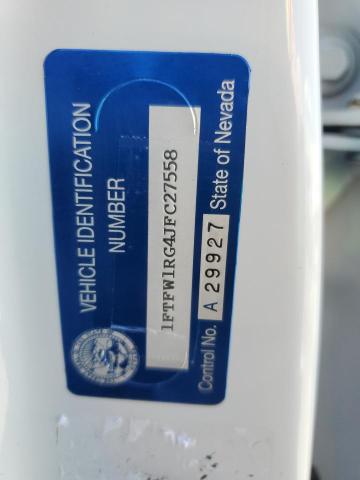 VEHICLE IDENTIFICATION
NUMBER
1FTFW1RG4JFC27558
Control No. A 29927 State of Nevada